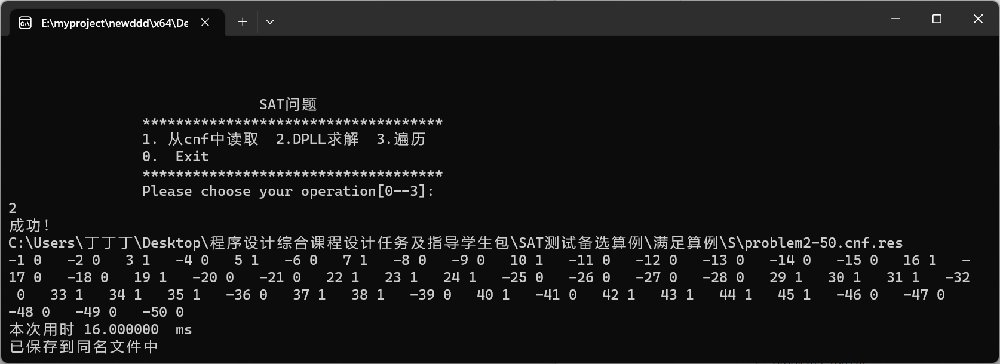 E:\myproject\newddd\x64\De
SAT问题
************************************
1. 从cnf中读取  2.DPLL求解  3.遍历
0.  Exit
************************************
Please choose your operation[0--3]:
2
成功!
C:\Users\丁丁丁\Desktop\程序设计综合课程设计任务及指导学生包\SAT测试备选算例\满足算例\S\problem2-50.cnf.res
-1 0   -2 0   3 1   -4 0   5 1   -6 0   7 1   -8 0   -9 0   10 1   -11 0   -12 0   -13 0   -14 0   -15 0   16 1   -
17 0   -18 0   19 1   -20 0   -21 0   22 1   23 1   24 1   -25 0   -26 0   -27 0   -28 0   29 1   30 1   31 1   -32
 0   33 1   34 1   35 1   -36 0   37 1   38 1   -39 0   40 1   -41 0   42 1   43 1   44 1   45 1   -46 0   -47 0
-48 0   -49 0   -50 0
本次用时 16.000000  ms
已保存到同名文件中